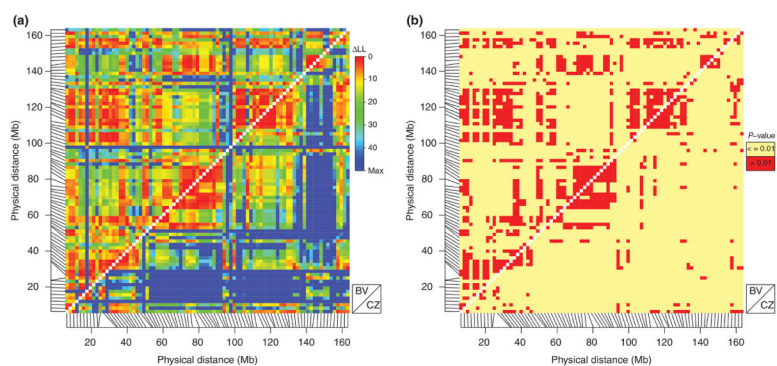 (a)
(b)
160
140
120
100
80
60
40
20
Physical distance (Mb)
ΔLL
0
10
20
30
40
Max
BV
CZ
20 40 60 80 100 120 140 160
Physical distance (Mb)
160
140
120
100
80
60
40
20
Physical distance (Mb)
P–value
< = 0.01
> 0.01
BV
CZ
20 40 60 80 100 120 140 160
Physical distance (Mb)